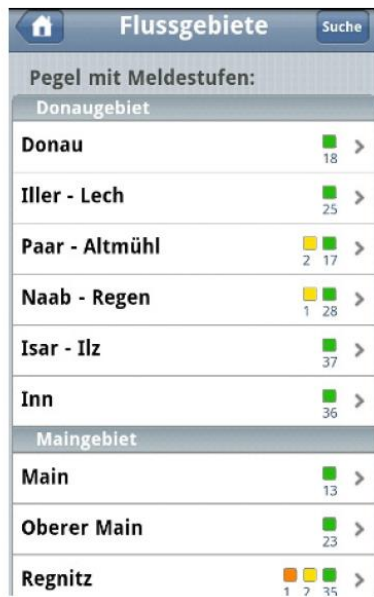 Flussgebiete Suche
Pegel mit Meldestufen:
Donaugebiet
Donau
18
Iller - Lech
25
Paar - Altmühl
2 17
Naab - Regen
1 28
Isar - Ilz
37
Inn
36
Maingebiet
Main
13
Oberer Main
23
Regnitz
1 2 35